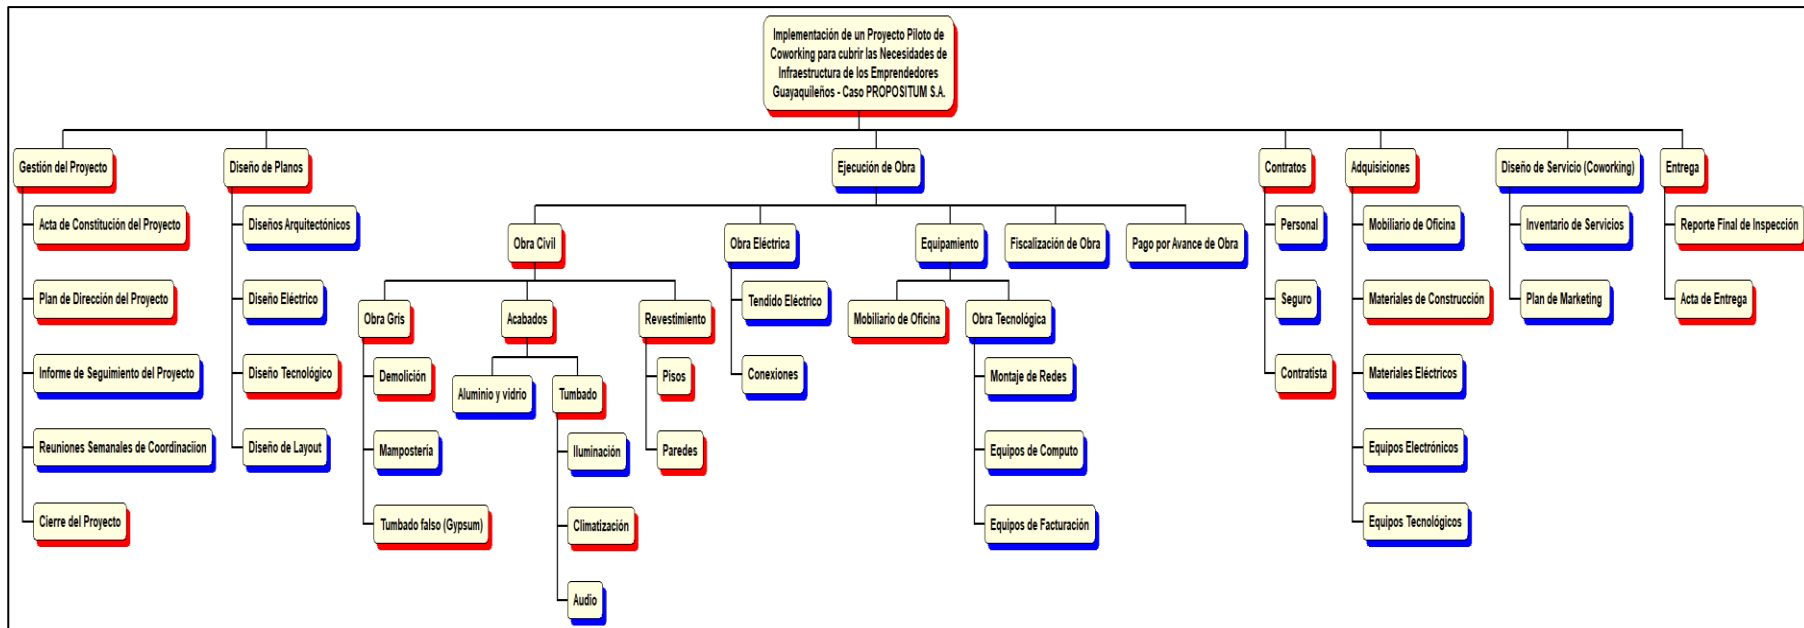 Implementación de un Proyecto Piloto de
Coworking para cubrir las Necesidades de
Infraestructura de los Emprendedores
Guayaquileños - Caso PROPOSITUM S.A.
Gestión del Proyecto
Acta de Constitución del Proyecto
Plan de Dirección del Proyecto
Informe de Seguimiento del Proyecto
Reuniones Semanales de Coordinaciion
Cierre del Proyecto
Diseño de Planos
Diseños Arquitectónicos
Diseño Eléctrico
Diseño Tecnológico
Diseño de Layout
Ejecución de Obra
Obra Civil
Obra Gris
Demolición
Mampostería
Tumbado falso (Gypsum)
Acabados
Aluminio y vidrio
Tumbado
Iluminación
Climatización
Audio
Revestimiento
Pisos
Paredes
Obra Eléctrica
Tendido Eléctrico
Conexiones
Equipamiento
Mobiliario de Oficina
Obra Tecnológica
Montaje de Redes
Equipos de Computo
Equipos de Facturación
Fiscalización de Obra
Pago por Avance de Obra
Contratos
Personal
Seguro
Contratista
Adquisiciones
Mobiliario de Oficina
Materiales de Construcción
Materiales Eléctricos
Equipos Electrónicos
Equipos Tecnológicos
Diseño de Servicio (Coworking)
Inventario de Servicios
Plan de Marketing
Entrega
Reporte Final de Inspección
Acta de Entrega